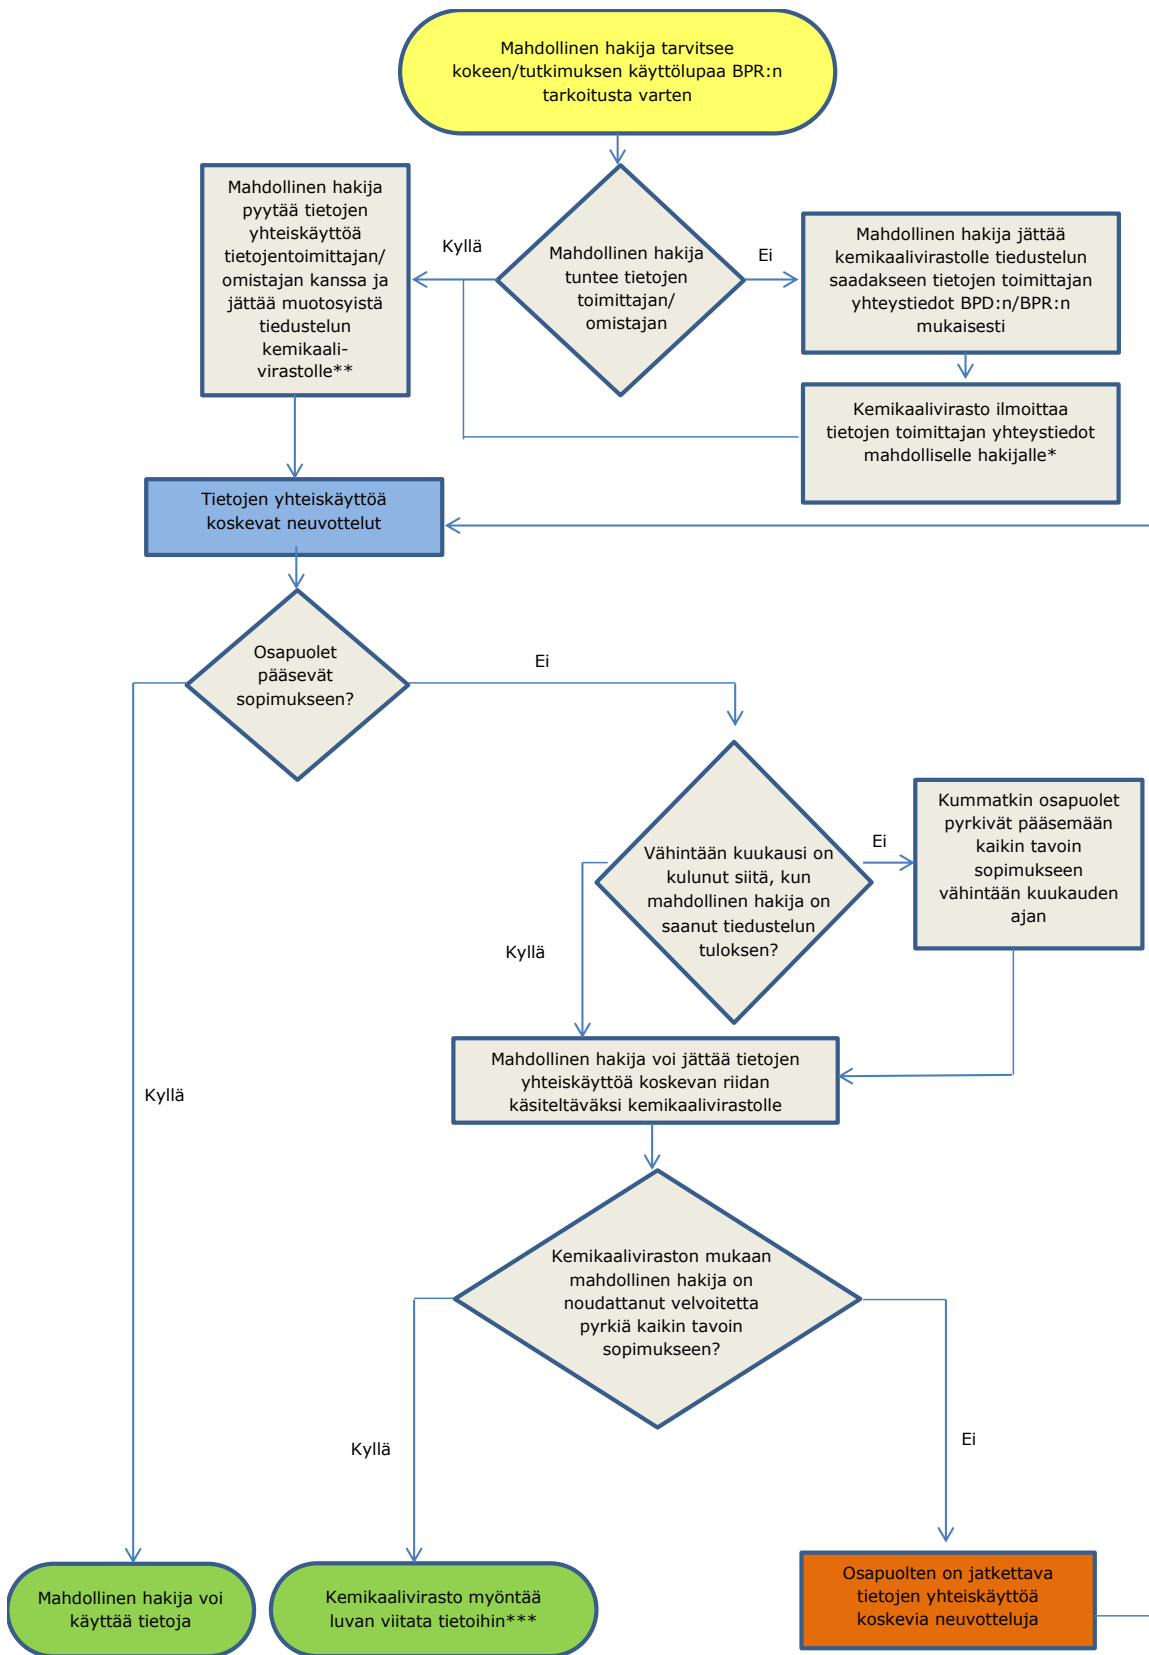 Mahdollinen hakija tarvitsee
kokeen/tutkimuksen käyttölupaa BPR:n
tarkoitusta varten
Mahdollinen hakija
pyytää tietojen
yhteiskäyttöä
tietojentoimittajan/
omistajan kanssa ja
jättää muotosyistä
tiedustelun
kemikaali-
virastolle**
Kyllä
Mahdollinen hakija
tuntee tietojen
toimittajan/
omistajan
Ei
Mahdollinen hakija jättää
kemikaalivirastolle tiedustelun
saadakseen tietojen toimittajan
yhteystiedot BPD:n/BPR:n
mukaisesti
Kemikaalivirasto ilmoittaa
tietojen toimittajan yhteystiedot
mahdolliselle hakijalle*
Tietojen yhteiskäyttöä
koskevat neuvottelut
Osapuolet
pääsevät
sopimukseen?
Ei
Vähintään kuukausi on
kulunut siitä, kun
mahdollinen hakija on
saanut tiedustelun
tuloksen?
Ei
Kummatkin osapuolet
pyrkivät pääsemään
kaikin tavoin
sopimukseen
vähintään kuukauden
ajan
Kyllä
Mahdollinen hakija voi jättää tietojen
yhteiskäyttöä koskevan riidan
käsiteltäväksi kemikaalivirastolle
Kyllä
Kemikaaliviraston mukaan
mahdollinen hakija on
noudattanut velvoitetta
pyrkiä kaikin tavoin
sopimukseen?
Kyllä
Ei
Mahdollinen hakija voi
käyttää tietoja
Kemikaalivirasto myöntää
luvan viitata tietoihin***
Osapuolten on jatkettava
tietojen yhteiskäyttöä
koskevia neuvotteluja